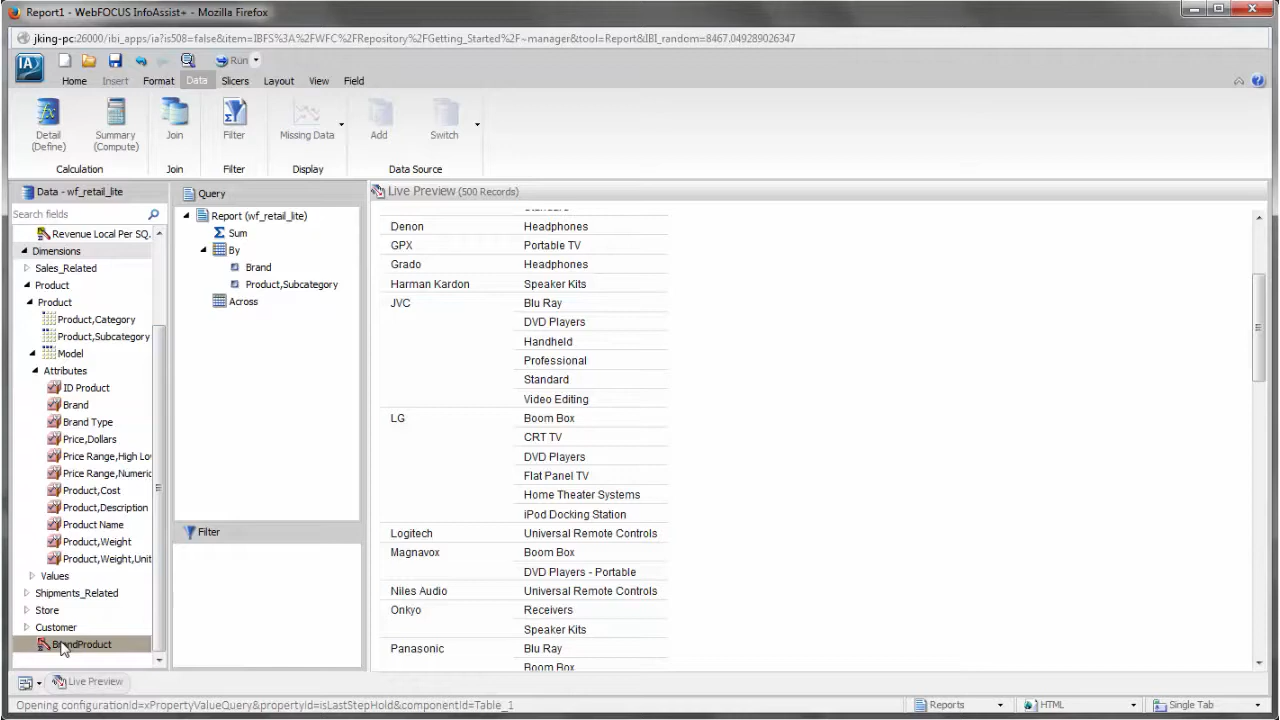 Report1 - WebFOCUS InfoAssist+ - Mozilla Firefox
jking-pc:26000/ibi_apps/ia?is508=false&item=IBFS%3A%2FWFC%2FRepository%2FGetting_Started%2F~manager&tool=Report&IBI_random=8467.049289026347
IA
Run
Home Insert Format Data Slicers Layout View Field
Detail (Define)
Summary (Compute)
Join
Filter
Missing Data
Add
Switch
Calculation Join Filter Display Data Source
Data - wf_retail_lite
Search fields
Revenue Local Per SQ.
Dimensions
Sales_Related
Product
Product
Product,Category
Product,Subcategory
Model
Attributes
ID Product
Brand
Brand Type
Price,Dollars
Price Range,High Lo
Price Range,Numeric
Product,Cost
Product,Description
Product Name
Product,Weight
Product,Weight,Unit
Values
Shipments_Related
Store
Customer
BrandProduct
Query
Report (wf_retail_lite)
Sum
By
Brand
Product,Subcategory
Across
Filter
Live Preview (500 Records)
Denon Headphones
GPX Portable TV
Grado Headphones
Harman Kardon Speaker Kits
JVC Blu Ray
DVD Players
Handheld
Professional
Standard
Video Editing
LG Boom Box
CRT TV
DVD Players
Flat Panel TV
Home Theater Systems
iPod Docking Station
Logitech Universal Remote Controls
Magnavox Boom Box
DVD Players - Portable
Niles Audio Universal Remote Controls
Onkyo Receivers
Speaker Kits
Panasonic Blu Ray
Boom Box
Live Preview
Opening configurationId=xPropertyValueQuery&propertyId=isLastStepHold&componentId=Table_1
Reports HTML Single Tab